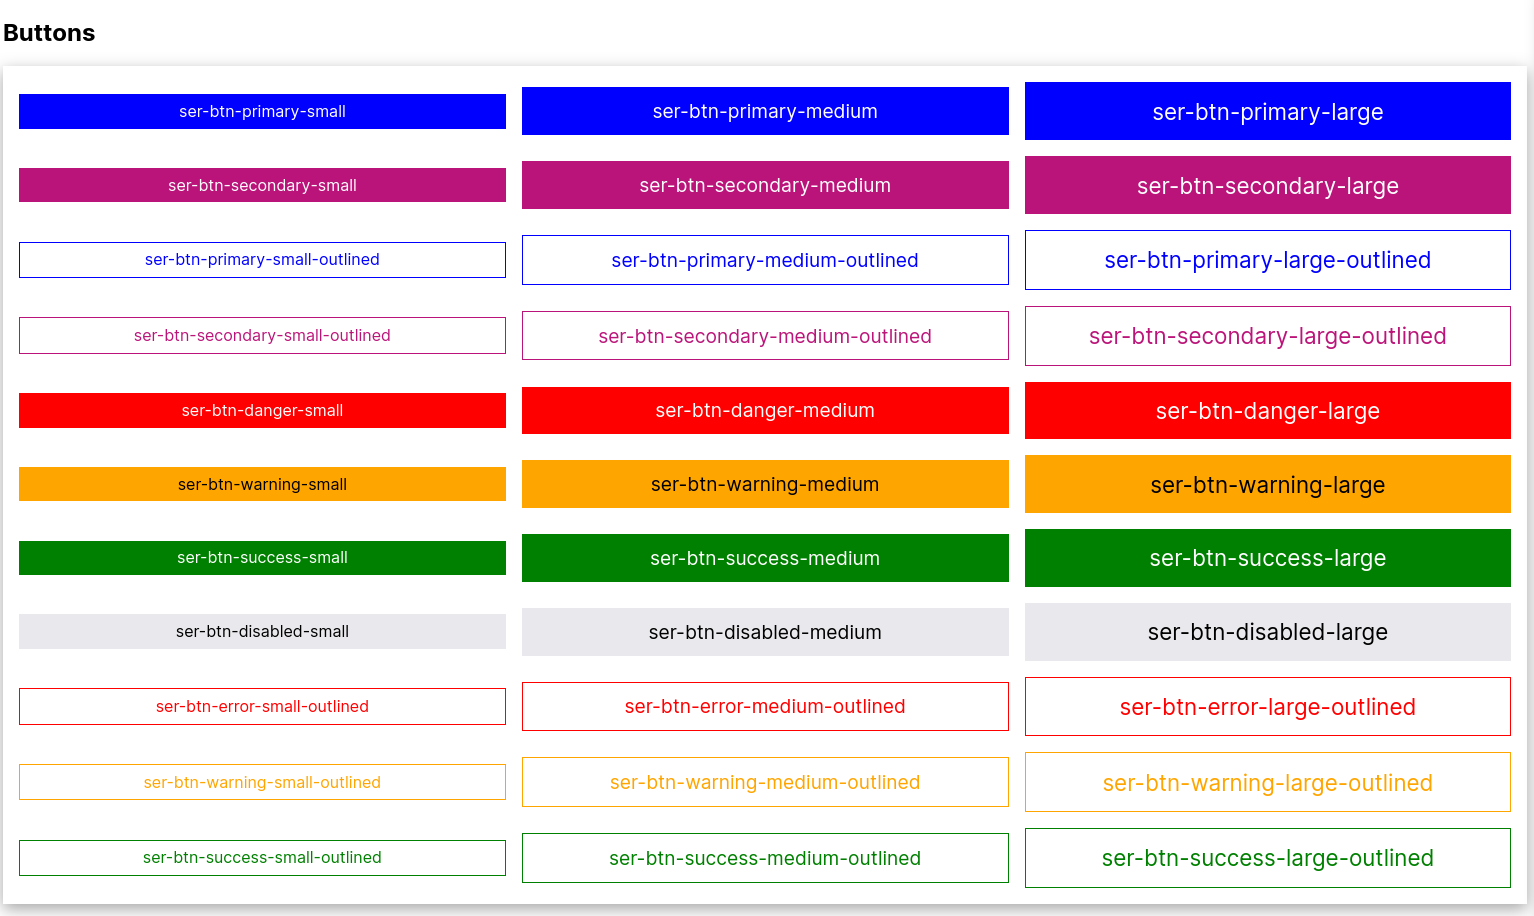 Buttons
ser-btn-primary-small
ser-btn-primary-medium
ser-btn-primary-large
ser-btn-secondary-small
ser-btn-secondary-medium
ser-btn-secondary-large
ser-btn-primary-small-outlined
ser-btn-primary-medium-outlined
ser-btn-primary-large-outlined
ser-btn-secondary-small-outlined
ser-btn-secondary-medium-outlined
ser-btn-secondary-large-outlined
ser-btn-danger-small
ser-btn-danger-medium
ser-btn-danger-large
ser-btn-warning-small
ser-btn-warning-medium
ser-btn-warning-large
ser-btn-success-small
ser-btn-success-medium
ser-btn-success-large
ser-btn-disabled-small
ser-btn-disabled-medium
ser-btn-disabled-large
ser-btn-error-small-outlined
ser-btn-error-medium-outlined
ser-btn-error-large-outlined
ser-btn-warning-small-outlined
ser-btn-warning-medium-outlined
ser-btn-warning-large-outlined
ser-btn-success-small-outlined
ser-btn-success-medium-outlined
ser-btn-success-large-outlined